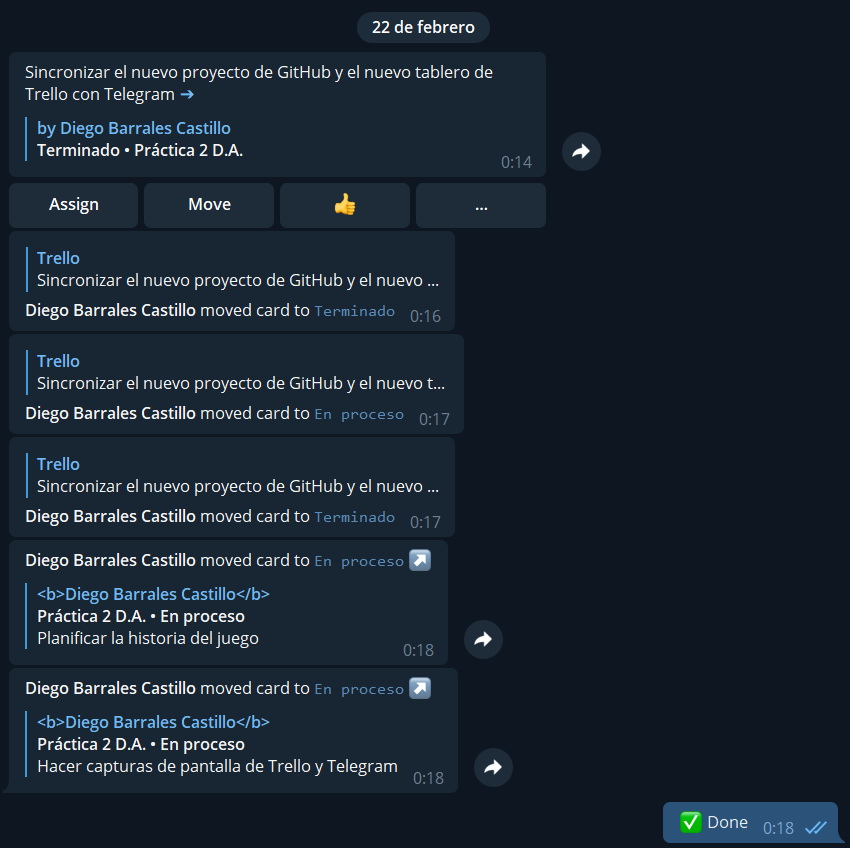 22 de febrero
Sincronizar el nuevo proyecto de GitHub y el nuevo tablero de
Trello con Telegram ➔
by Diego Barrales Castillo
Terminado • Práctica 2 D.A.
0:14
Assign Move 👍 ...
Trello
Sincronizar el nuevo proyecto de GitHub y el nuevo ...
Diego Barrales Castillo moved card to Terminado 0:16
Trello
Sincronizar el nuevo proyecto de GitHub y el nuevo t...
Diego Barrales Castillo moved card to En proceso 0:17
Trello
Sincronizar el nuevo proyecto de GitHub y el nuevo ...
Diego Barrales Castillo moved card to Terminado 0:17
Diego Barrales Castillo moved card to En proceso ↗️
<b>Diego Barrales Castillo</b>
Práctica 2 D.A. • En proceso
Planificar la historia del juego
0:18
Diego Barrales Castillo moved card to En proceso ↗️
<b>Diego Barrales Castillo</b>
Práctica 2 D.A. • En proceso
Hacer capturas de pantalla de Trello y Telegram
0:18
✅ Done 0:18